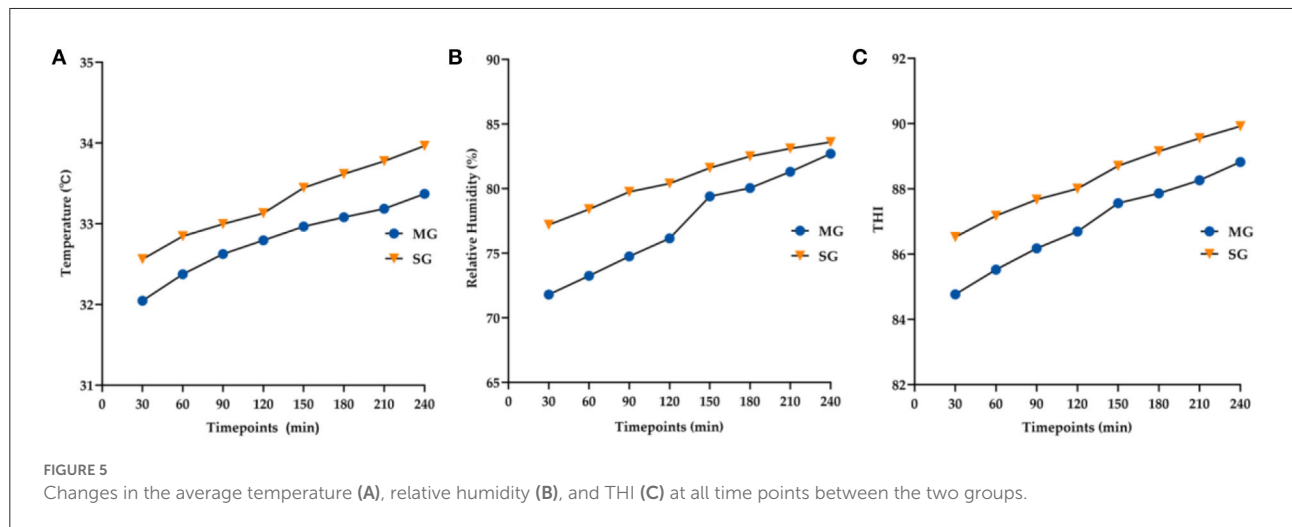 A
35
34
33
32
31
Temperature (℃)
0 30 60 90 120 150 180 210 240
Timepoints (min)
MG
SG
B
90
85
80
75
70
65
Relative Humidity (%)
0 30 60 90 120 150 180 210 240
Timepoints (min)
MG
SG
C
92
90
88
86
84
82
THI
0 30 60 90 120 150 180 210 240
Timepoints (min)
MG
SG
FIGURE 5
Changes in the average temperature (A), relative humidity (B), and THI (C) at all time points between the two groups.